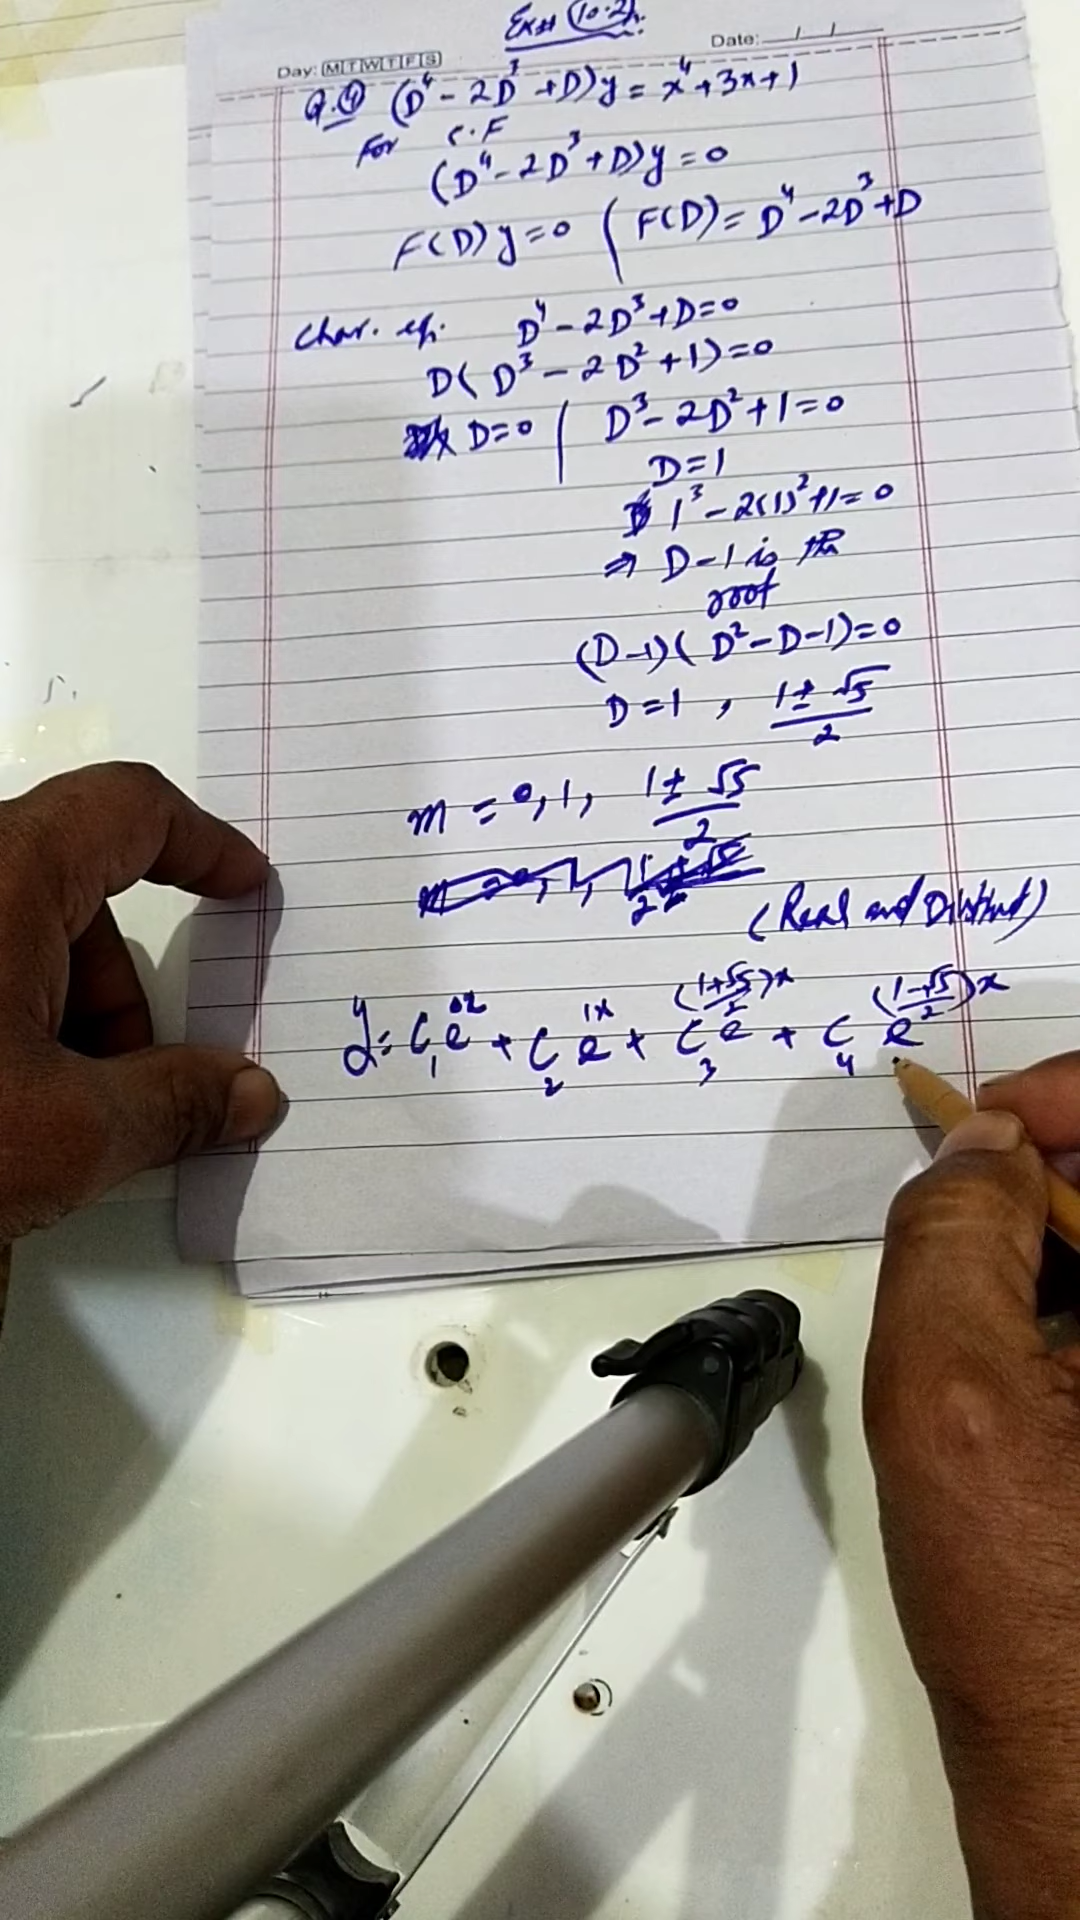 Ex# (10.2).
Day: M T W T F S Date: / /
Q.④ (D⁴ - 2D³ + D)y = x⁴ + 3x + 1
For C.F
(D⁴ - 2D³ + D)y = 0
F(D)y = 0 | F(D) = D⁴ - 2D³ + D
Char. eq. D⁴ - 2D³ + D = 0
D(D³ - 2D² + 1) = 0
D = 0 | D³ - 2D² + 1 = 0
D = 1
1³ - 2(1)² + 1 = 0
⇒ D-1 is the
root
(D-1)(D² - D - 1) = 0
D = 1, (1 ± √5)/2
m = 0, 1, (1 ± √5)/2
(Real and Distinct)
y = C₁e^(0x) + C₂e^(1x) + C₃e^((1+√5)/2)x + C₄e^((1-√5)/2)x